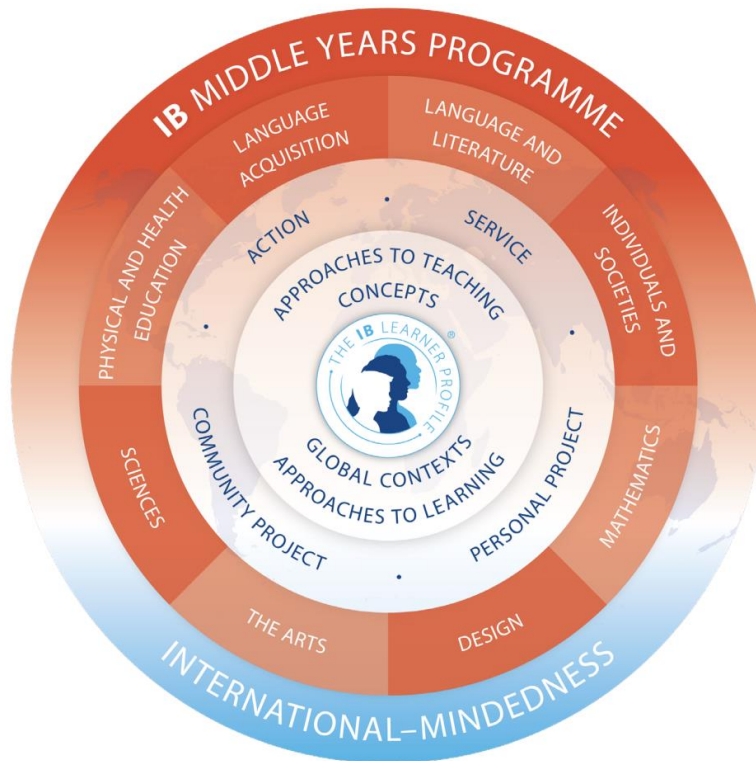 IB MIDDLE YEARS PROGRAMME
LANGUAGE
ACQUISITION
LANGUAGE AND
LITERATURE
PHYSICAL AND HEALTH
EDUCATION
INDIVIDUALS AND
SOCIETIES
ACTION
·
SERVICE
·
·
APPROACHES TO TEACHING
CONCEPTS
THE IB LEARNER PROFILE
®
GLOBAL CONTEXTS
APPROACHES TO LEARNING
SCIENCES
COMMUNITY PROJECT
·
PERSONAL PROJECT
MATHEMATICS
THE ARTS
DESIGN
INTERNATIONAL–MINDEDNESS